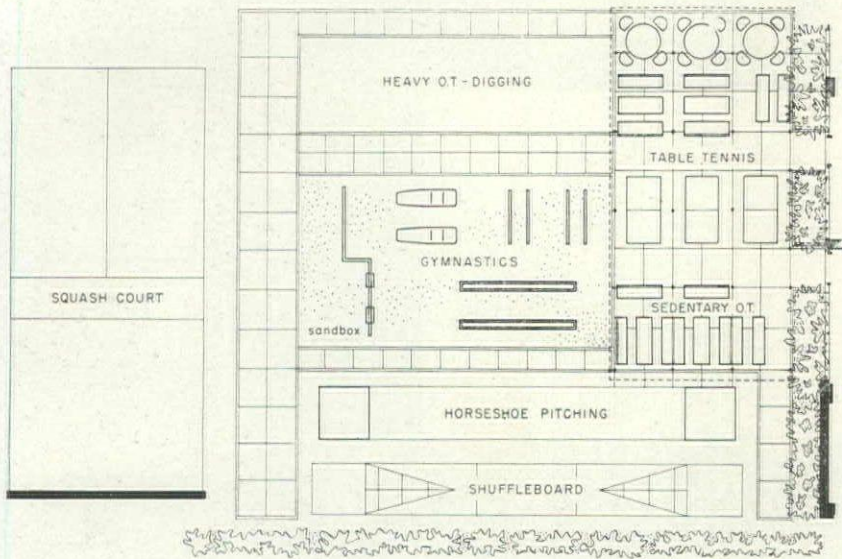 HEAVY O.T. - DIGGING
TABLE TENNIS
GYMNASTICS
SQUASH COURT
sandbox
SEDENTARY O.T.
HORSESHOE PITCHING
SHUFFLEBOARD